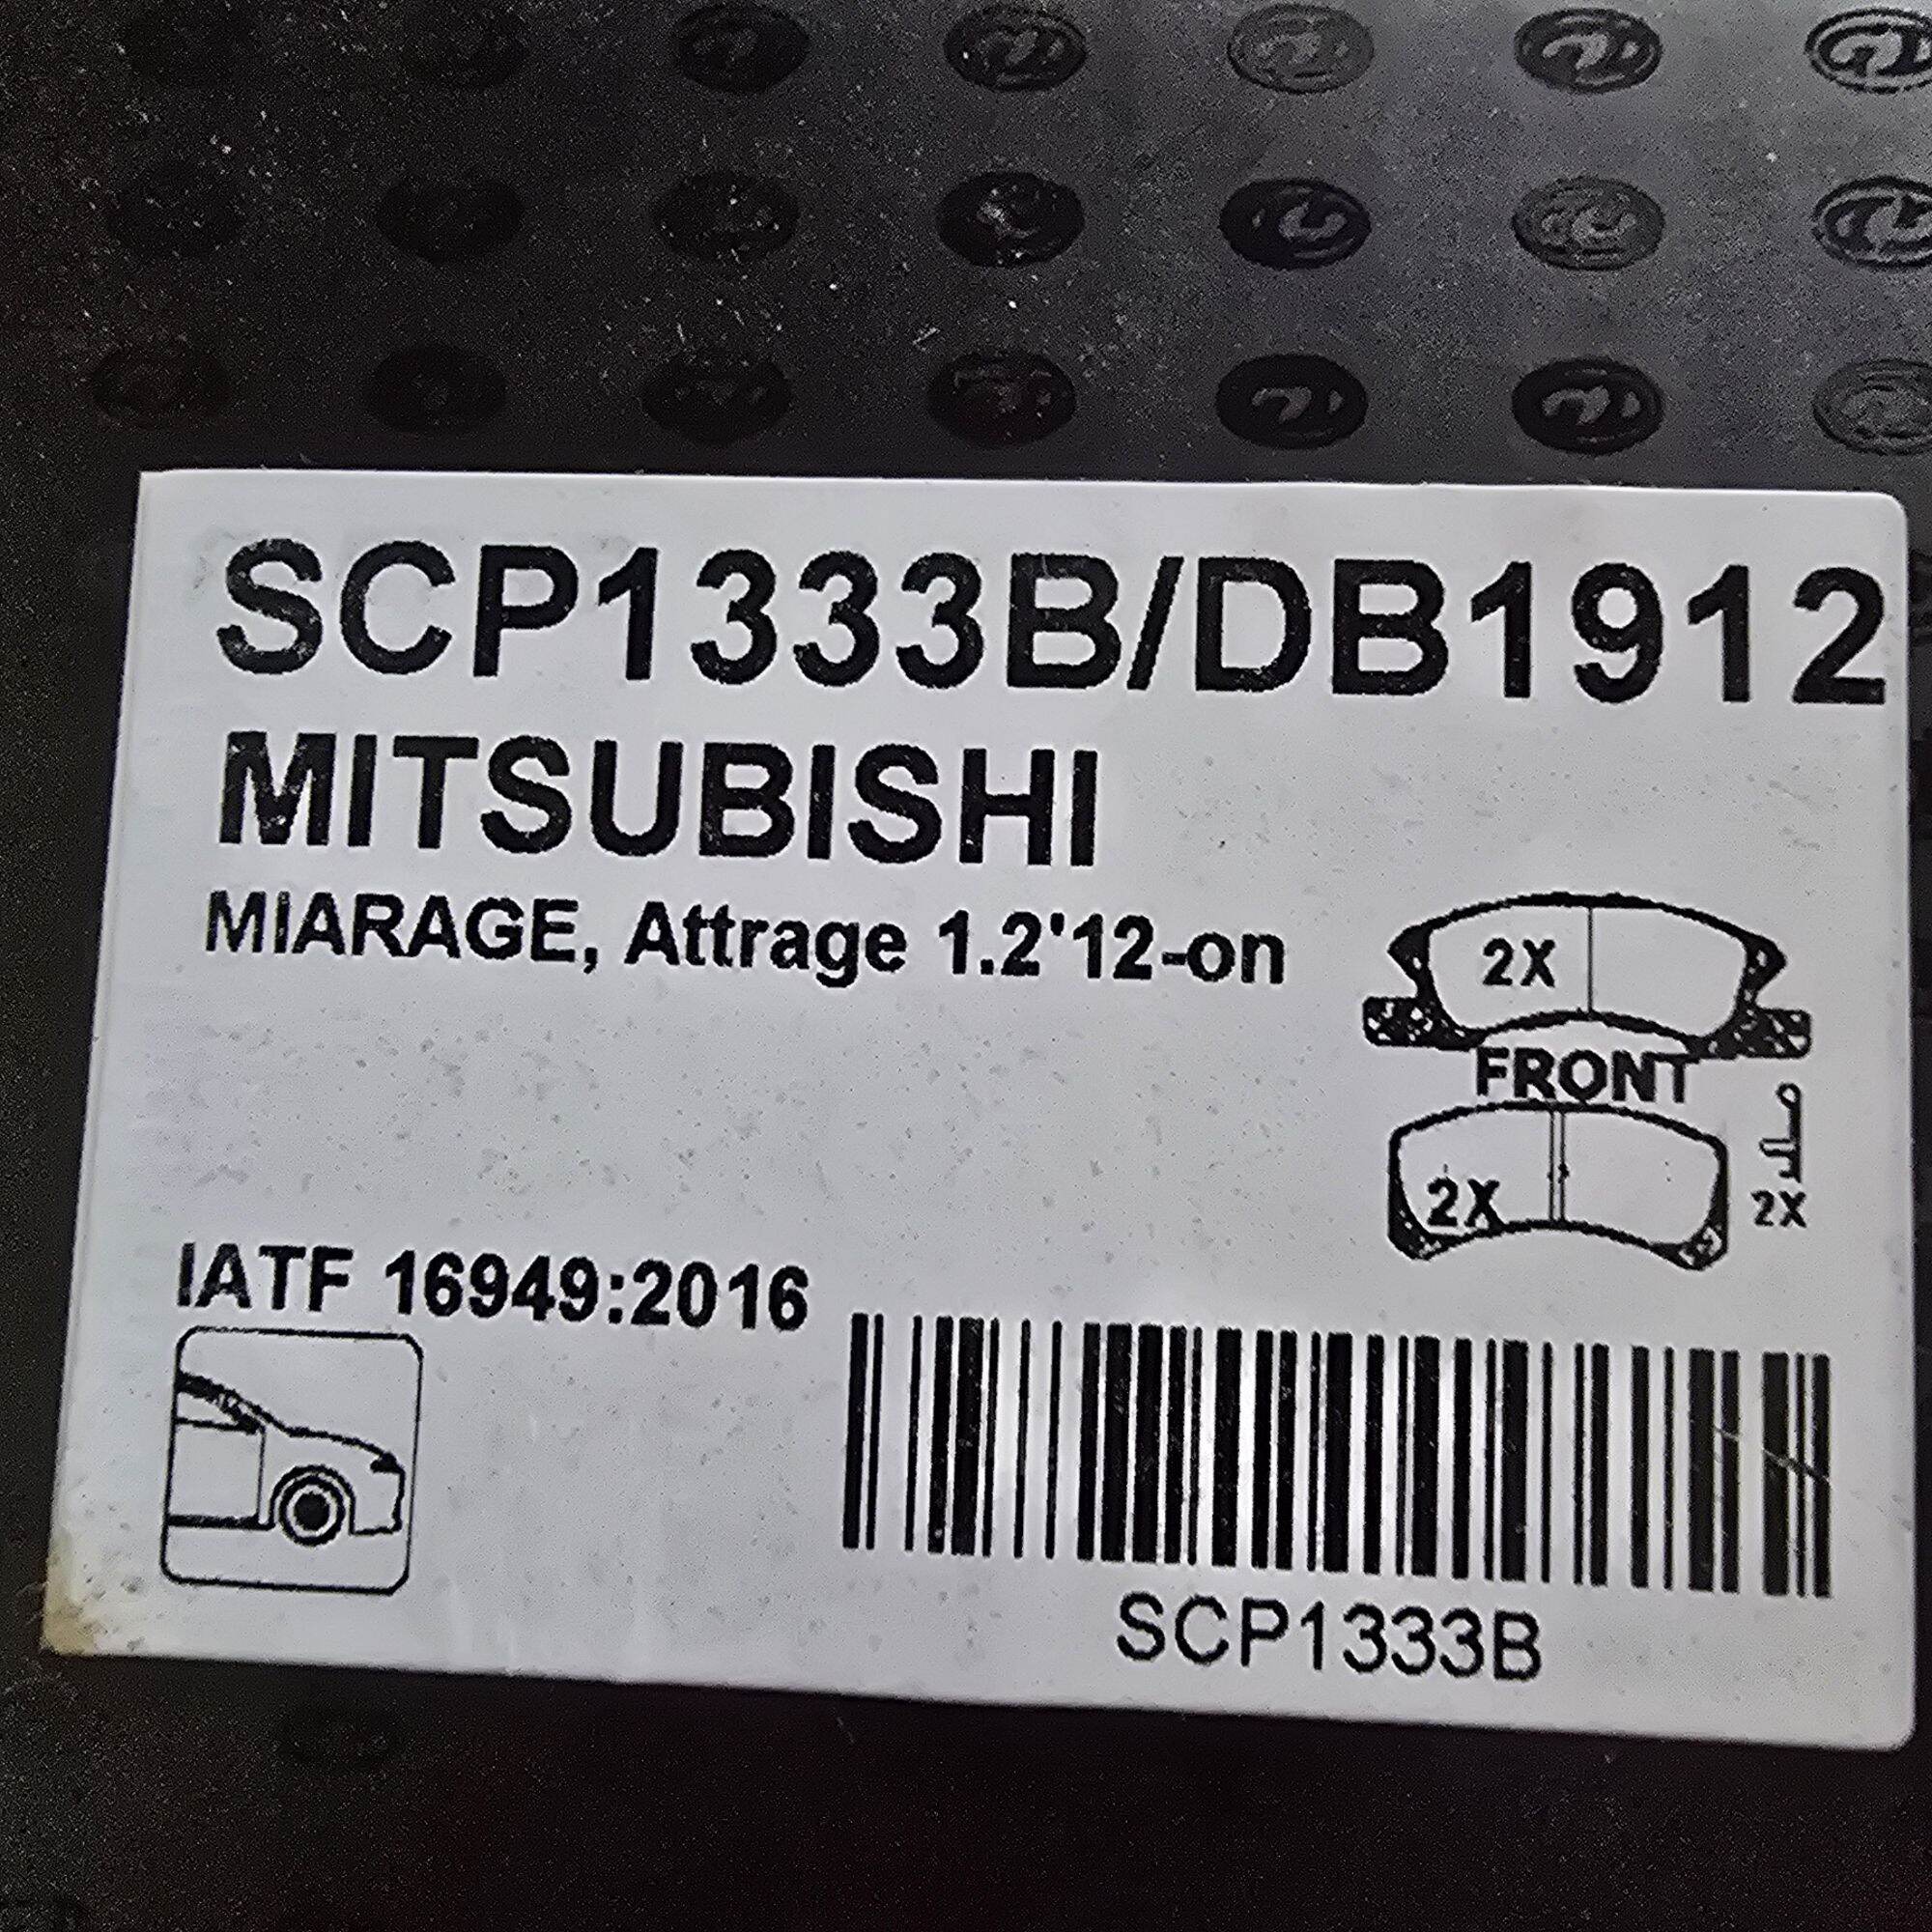 SCP1333B/DB1912
MITSUBISHI
MIARAGE, Attrage 1.2'12-on
2X
FRONT
2X
2X
IATF 16949:2016
SCP1333B